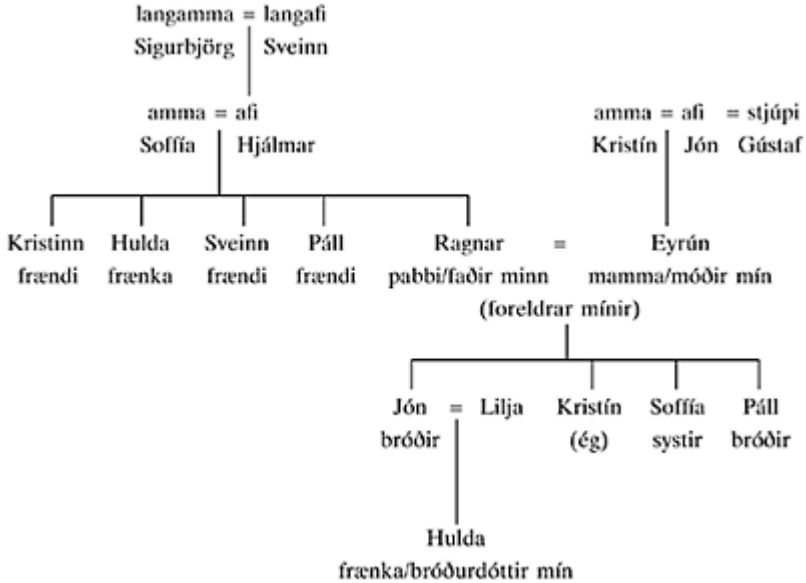 langamma = langafi
Sigurbjörg Sveinn
amma = afi amma = afi = stjúpi
Soffía Hjálmar Kristín Jón Gústaf
Kristinn Hulda Sveinn Páll Ragnar = Eyrún
frændi frænka frændi frændi pabbi/faðir minn mamma/móðir mín
(foreldrar mínir)
Jón = Lilja Kristín Soffía Páll
bróðir (ég) systir bróðir
Hulda
frænka/bróðurdóttir mín